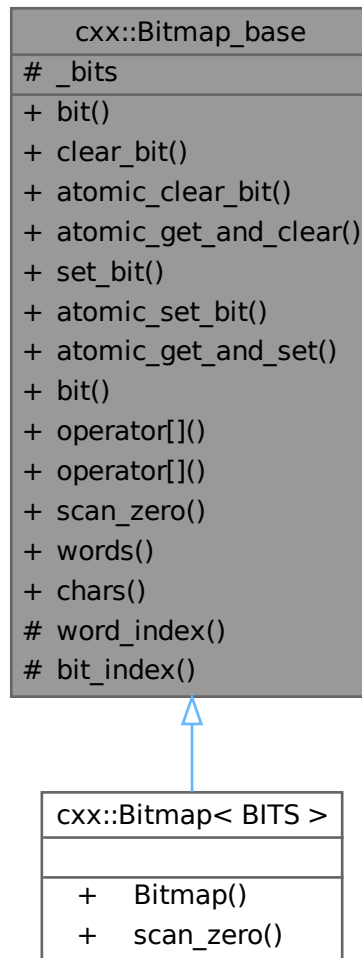 cxx::Bitmap_base
# _bits
+ bit()
+ clear_bit()
+ atomic_clear_bit()
+ atomic_get_and_clear()
+ set_bit()
+ atomic_set_bit()
+ atomic_get_and_set()
+ bit()
+ operator[]()
+ operator[]()
+ scan_zero()
+ words()
+ chars()
# word_index()
# bit_index()
cxx::Bitmap< BITS >
+ Bitmap()
+ scan_zero()